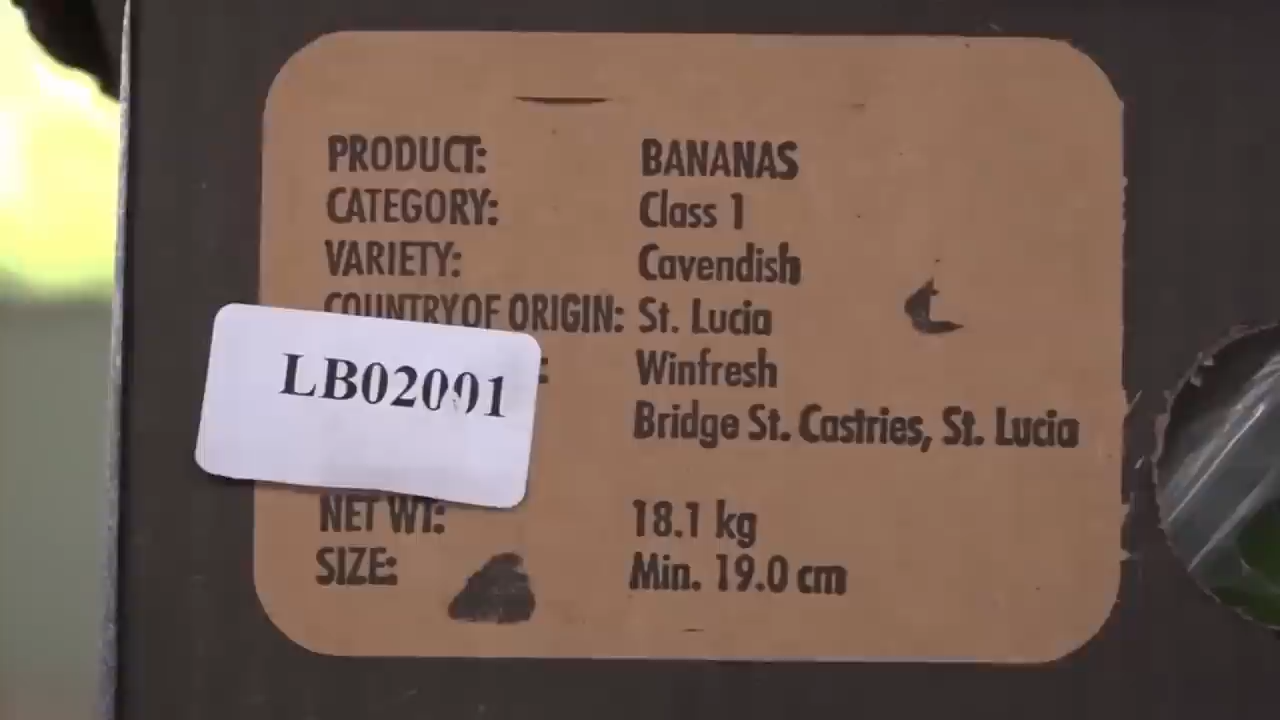 PRODUCT: BANANAS
CATEGORY: Class 1
VARIETY: Cavendish
COUNTRY OF ORIGIN: St. Lucia
: Winfresh
Bridge St. Castries, St. Lucia
LB02001
NET WT: 18.1 kg
SIZE: Min. 19.0 cm